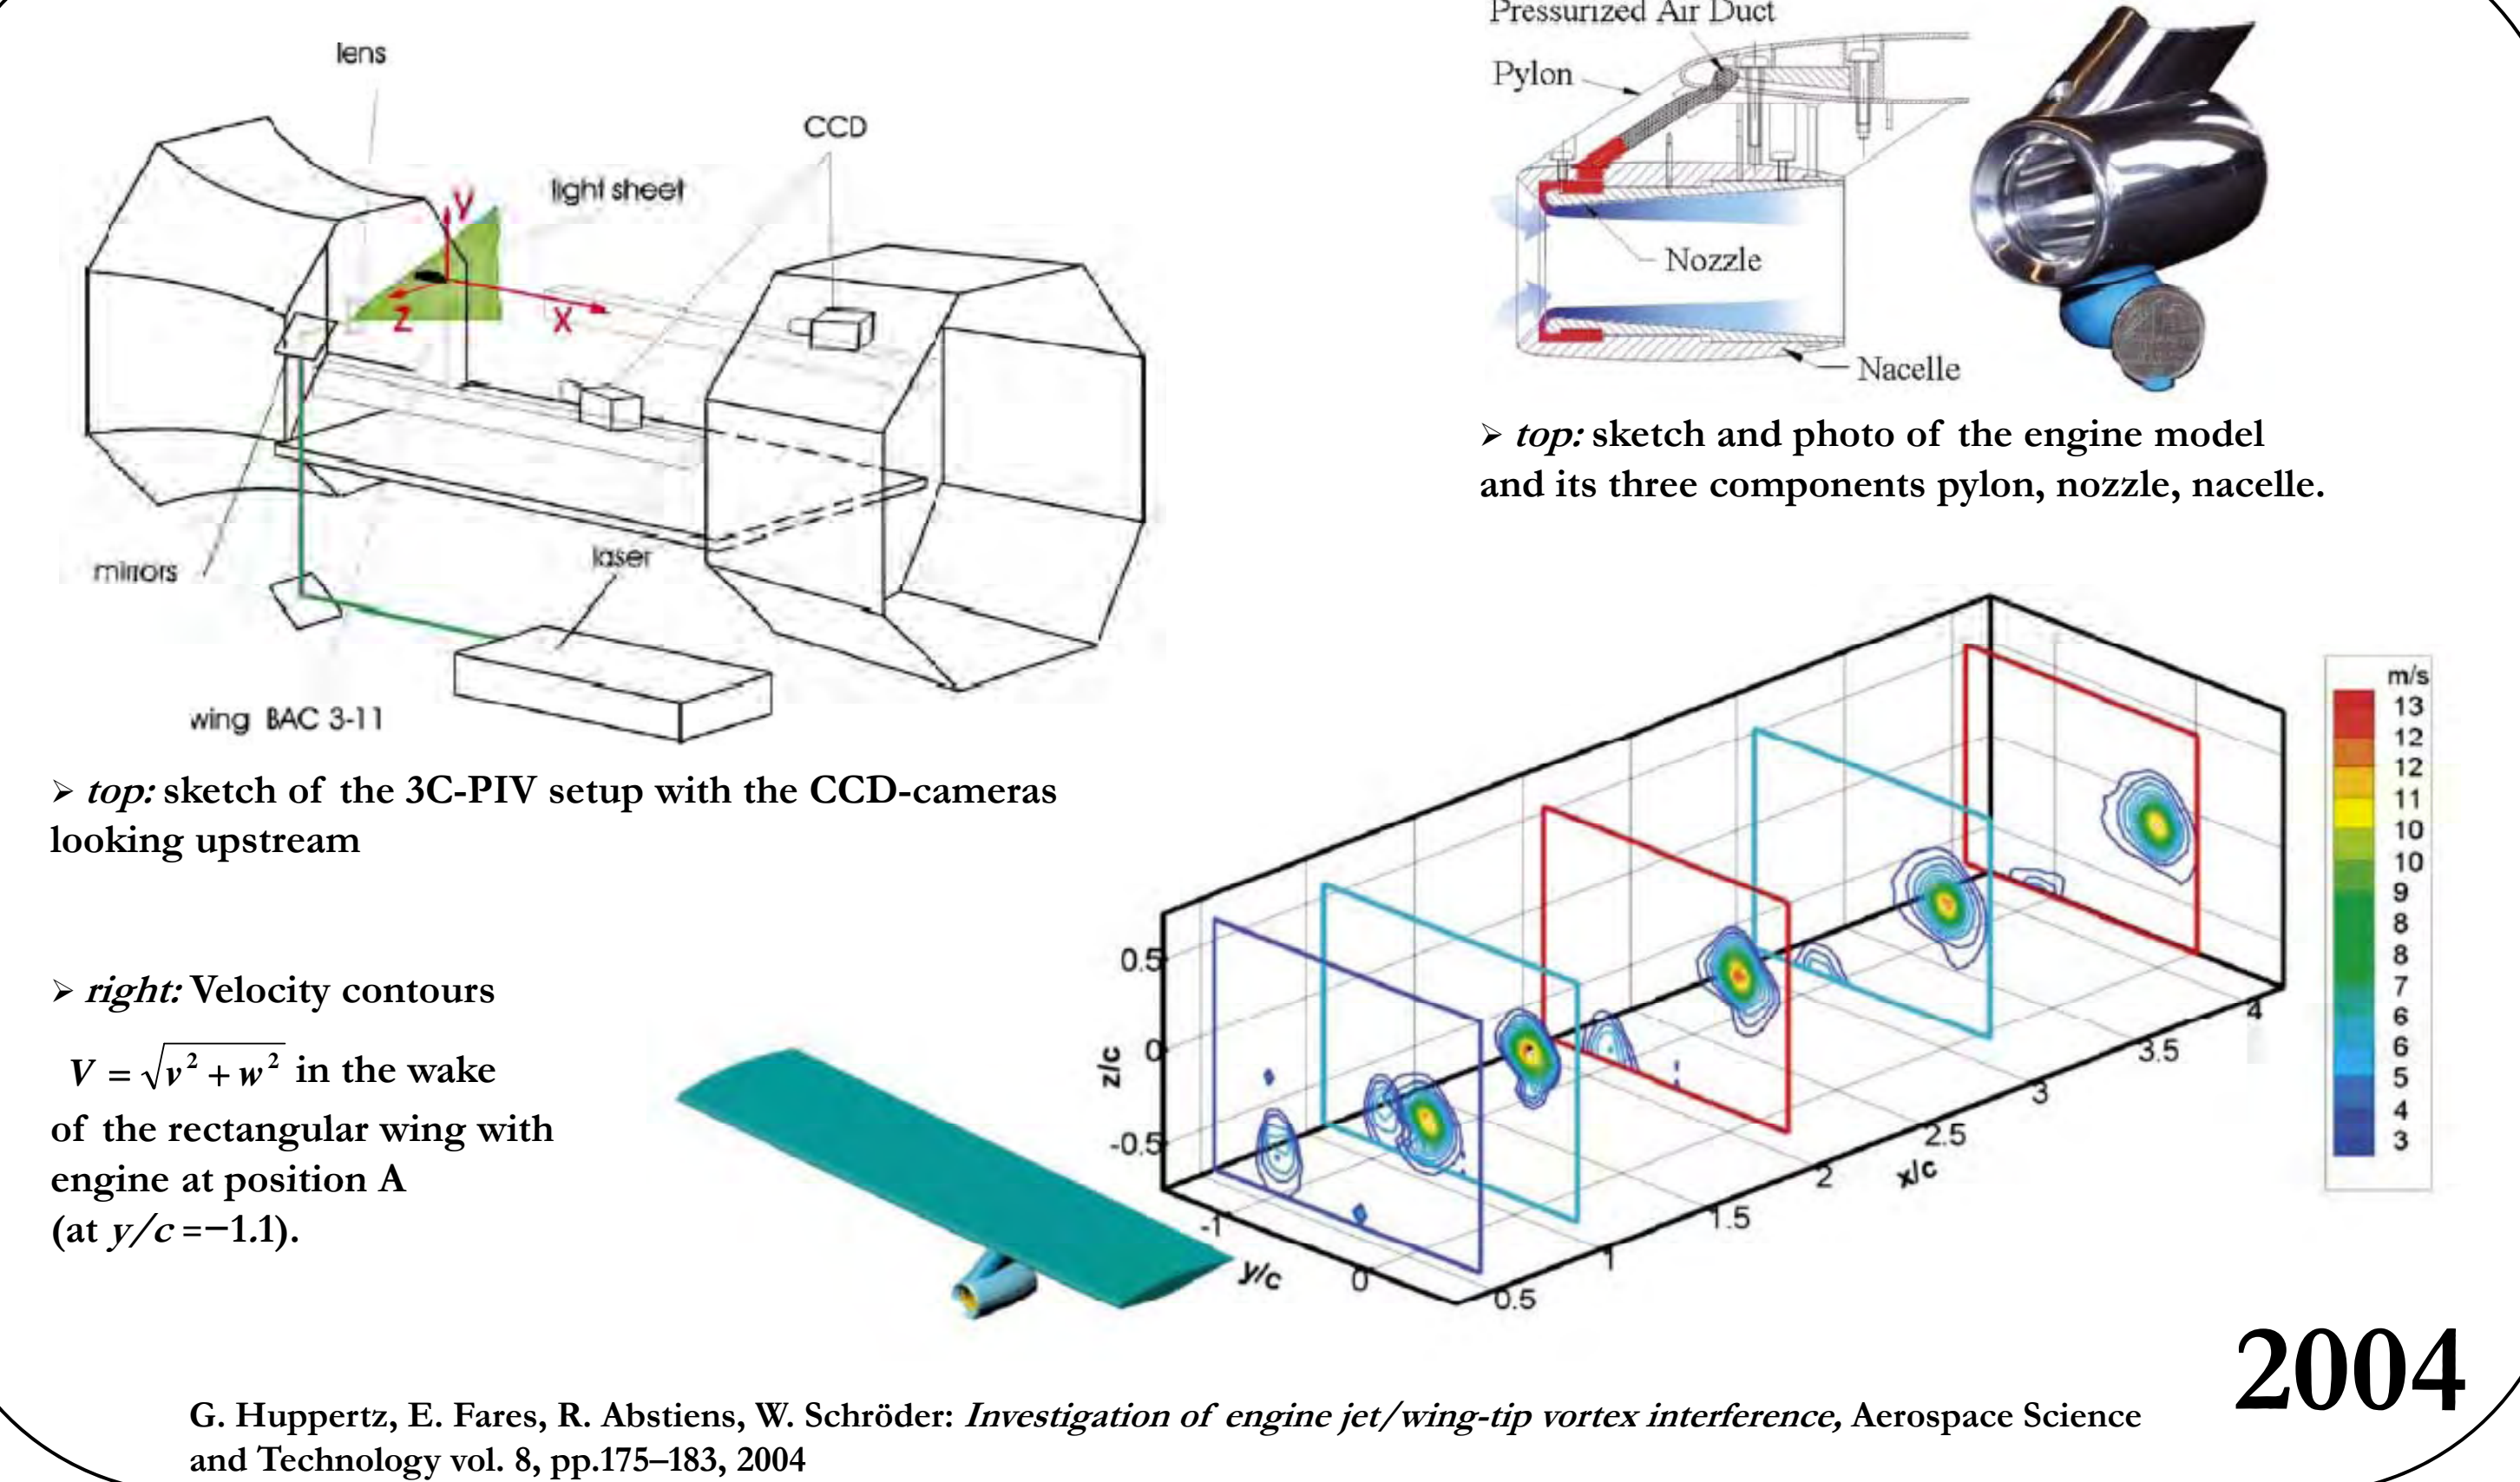 lens
CCD
light sheet
y
z
x
mirrors
laser
wing BAC 3-11
➢ top: sketch of the 3C-PIV setup with the CCD-cameras
looking upstream
Pressurized Air Duct
Pylon
Nozzle
Nacelle
➢ top: sketch and photo of the engine model
and its three components pylon, nozzle, nacelle.
➢ right: Velocity contours
V = √v² + w² in the wake
of the rectangular wing with
engine at position A
(at y/c =−1.1).
z/c
0.5
0
-0.5
y/c
-1
0
x/c
0.5
1
1.5
2
2.5
3
3.5
4
m/s
13
12
12
11
10
10
9
8
8
7
6
6
5
4
3
2004
G. Huppertz, E. Fares, R. Abstiens, W. Schröder: Investigation of engine jet/wing-tip vortex interference, Aerospace Science
and Technology vol. 8, pp.175–183, 2004